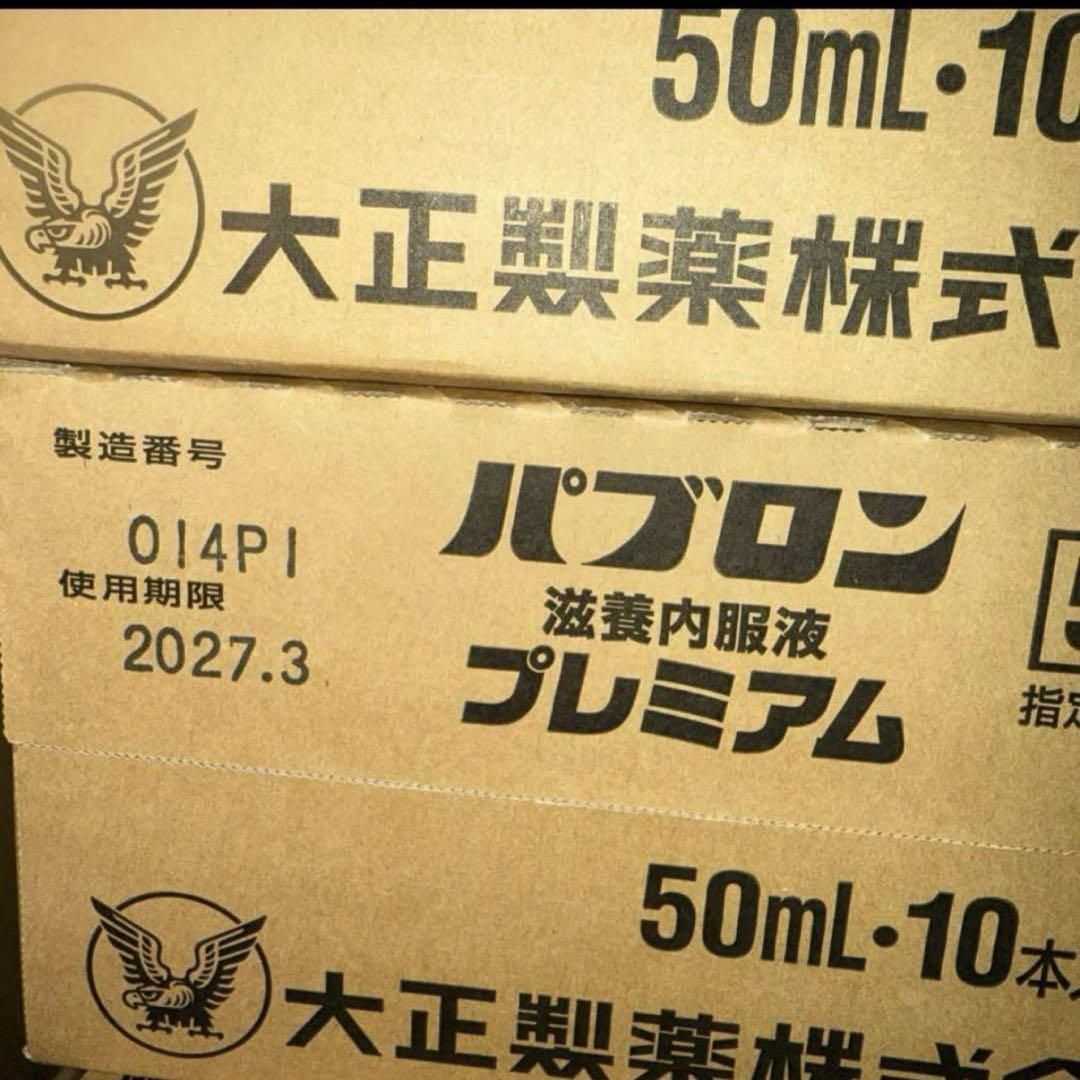 50mL・10
大正製薬株式
製造番号
014P1
使用期限
2027.3
パブロン
滋養内服液
プレミアム
指定
50mL・10本
大正製薬株式会